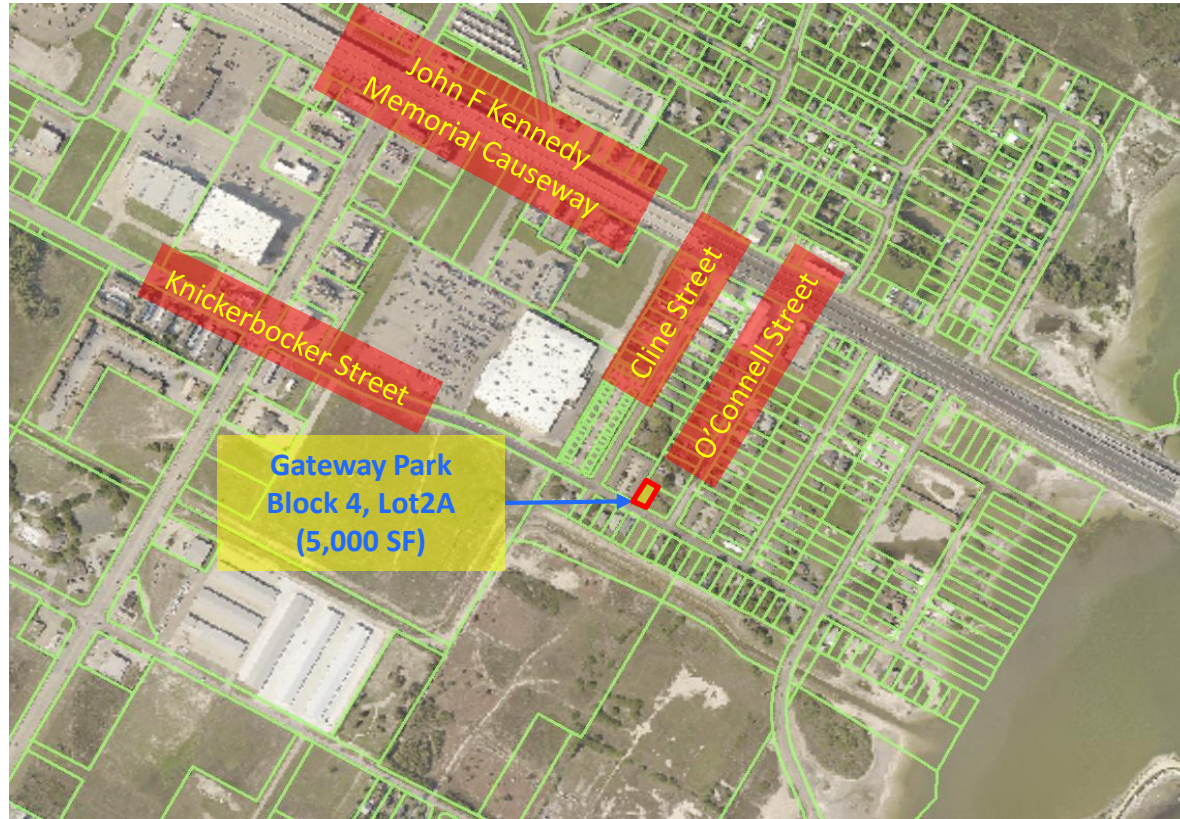 John F Kennedy
Memorial Causeway
Cline Street
O'Connell Street
Knickerbocker Street
Gateway Park
Block 4, Lot2A
(5,000 SF)